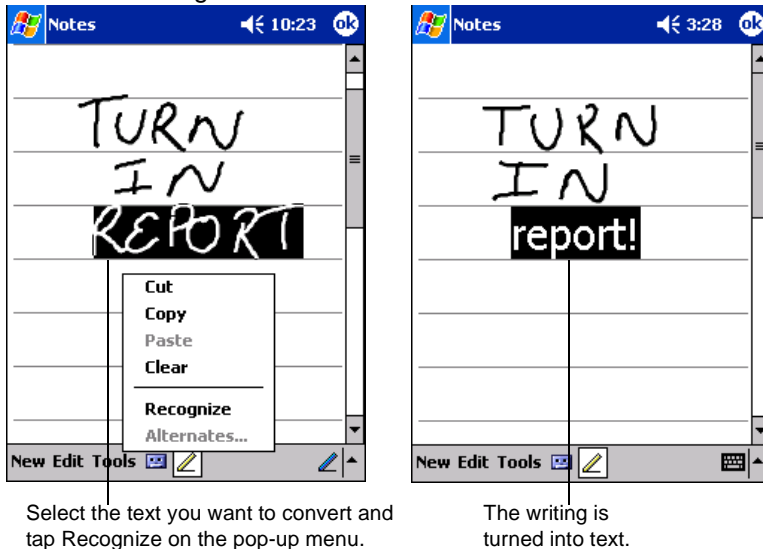 Notes 10:23 ok
TURN
IN
REPORT
Cut
Copy
Paste
Clear
Recognize
Alternates...
New Edit Tools
Select the text you want to convert and
tap Recognize on the pop-up menu.
Notes 3:28 ok
TURN
IN
report!
New Edit Tools
The writing is
turned into text.